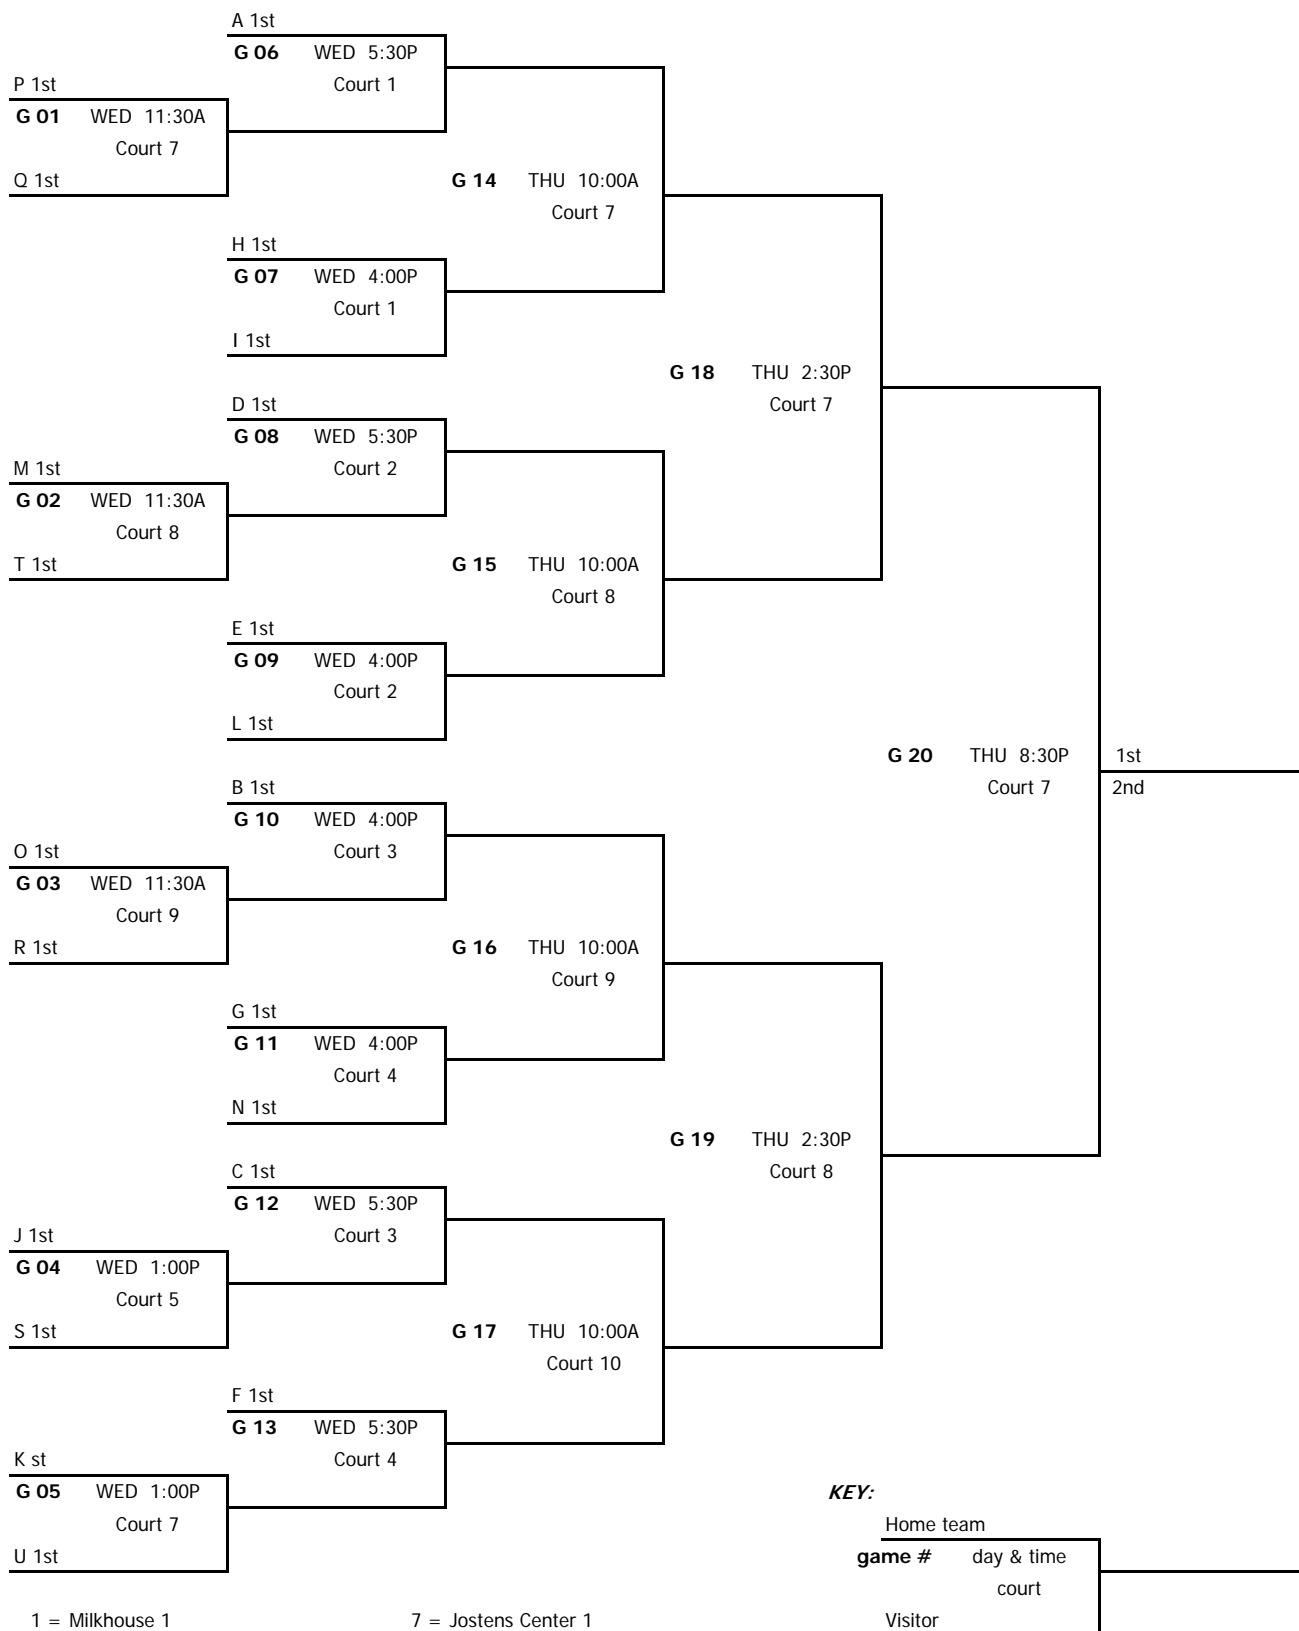 A 1st
G 06 WED 5:30P
P 1st Court 1
G 01 WED 11:30A
Court 7
Q 1st G 14 THU 10:00A
Court 7
H 1st
G 07 WED 4:00P
Court 1
I 1st
G 18 THU 2:30P
D 1st Court 7
G 08 WED 5:30P
M 1st Court 2
G 02 WED 11:30A
Court 8
T 1st G 15 THU 10:00A
Court 8
E 1st
G 09 WED 4:00P
Court 2
L 1st
G 20 THU 8:30P 1st
B 1st Court 7 2nd
G 10 WED 4:00P
O 1st Court 3
G 03 WED 11:30A
Court 9
R 1st G 16 THU 10:00A
Court 9
G 1st
G 11 WED 4:00P
Court 4
N 1st
G 19 THU 2:30P
C 1st Court 8
G 12 WED 5:30P
J 1st Court 3
G 04 WED 1:00P
Court 5
S 1st G 17 THU 10:00A
Court 10
F 1st
G 13 WED 5:30P
K st Court 4
G 05 WED 1:00P KEY:
Court 7 Home team
U 1st game # day & time
court
1 = Milkhouse 1 7 = Jostens Center 1 Visitor